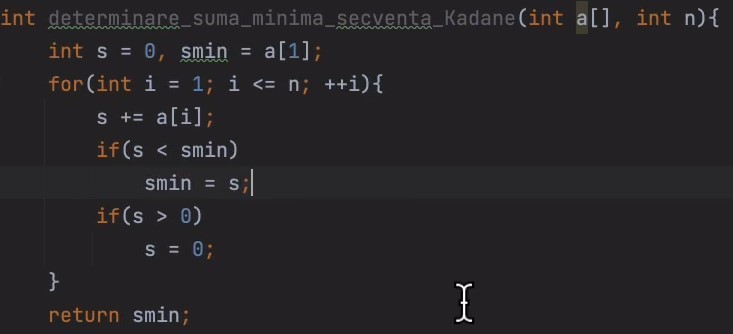 int determinare_suma_minima_secventa_Kadane(int a[], int n){
    int s = 0, smin = a[1];
    for(int i = 1; i <= n; ++i){
        s += a[i];
        if(s < smin)
            smin = s;
        if(s > 0)
            s = 0;
    }
    return smin;